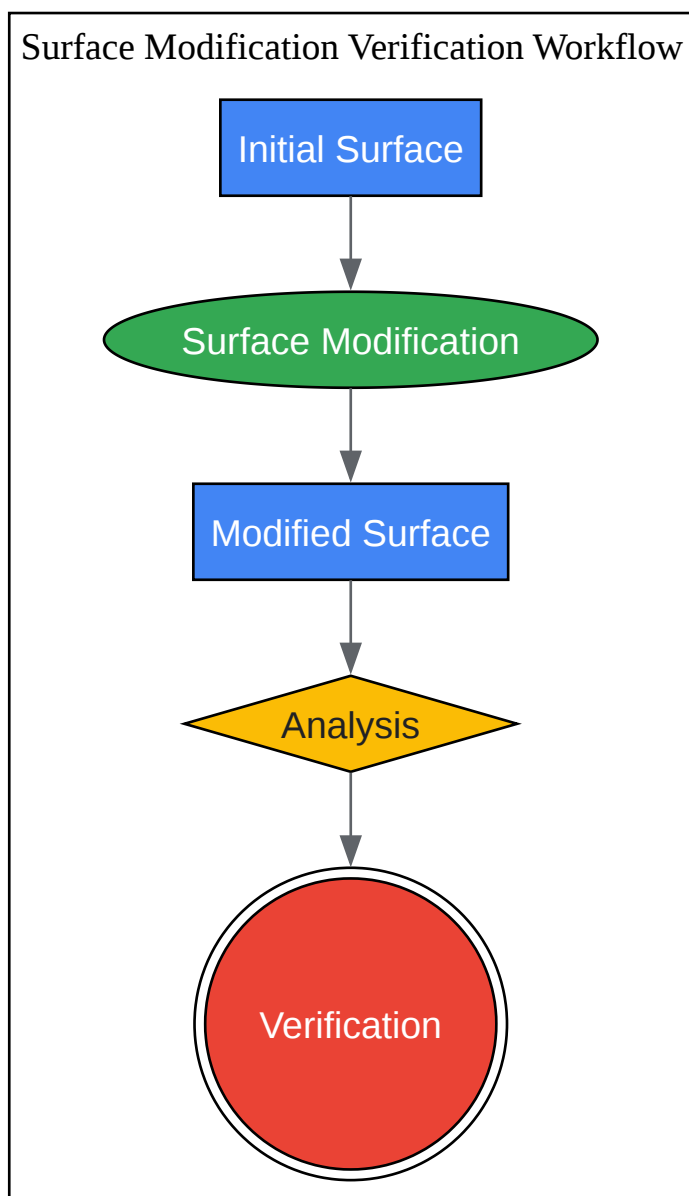 Surface Modification Verification Workflow
Initial Surface
Surface Modification
Modified Surface
Analysis
Verification